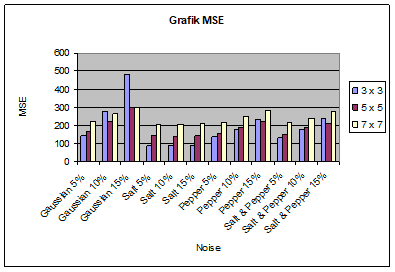 Grafik MSE
600
500
400
300
200
100
0
MSE
Gaussian 5%
Gaussian 10%
Gaussian 15%
Salt 5%
Salt 10%
Salt 15%
Pepper 5%
Pepper 10%
Pepper 15%
Salt & Pepper 5%
Salt & Pepper 10%
Salt & Pepper 15%
Noise
3 x 3
5 x 5
7 x 7